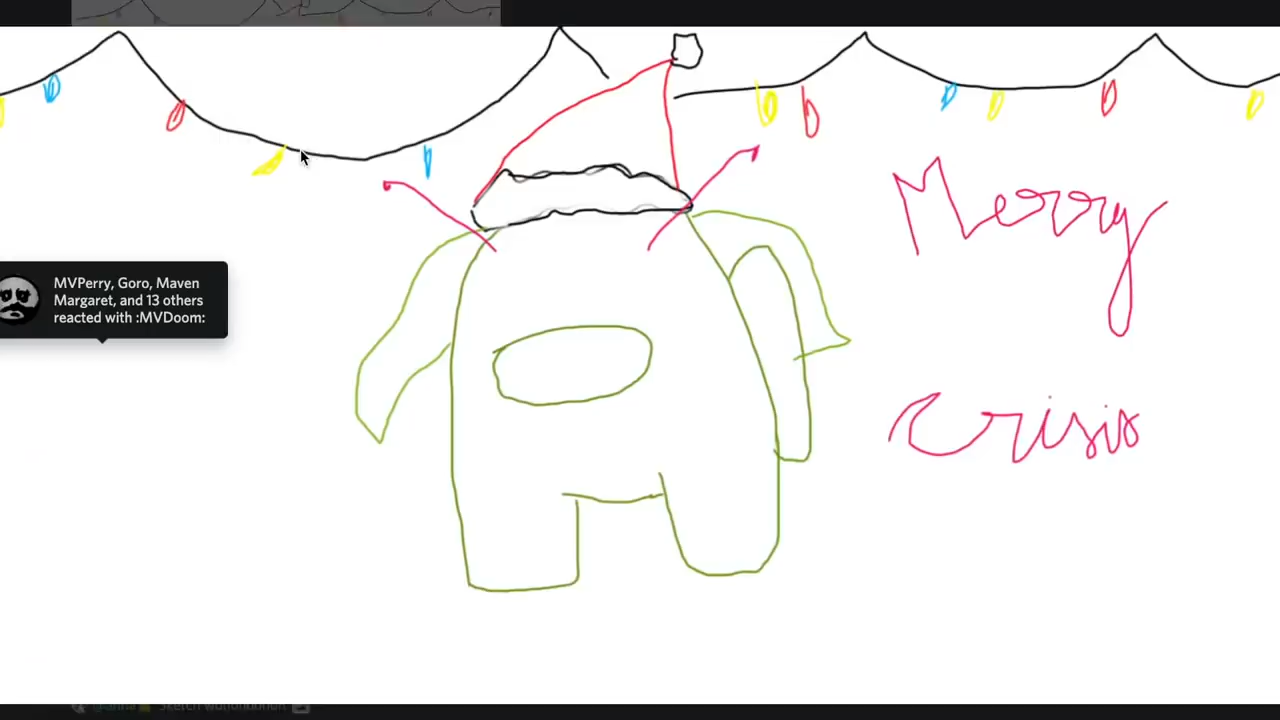 Merry
MVPerry, Goro, Maven
Margaret, and 13 others
reacted with :MVDoom:
Crisis